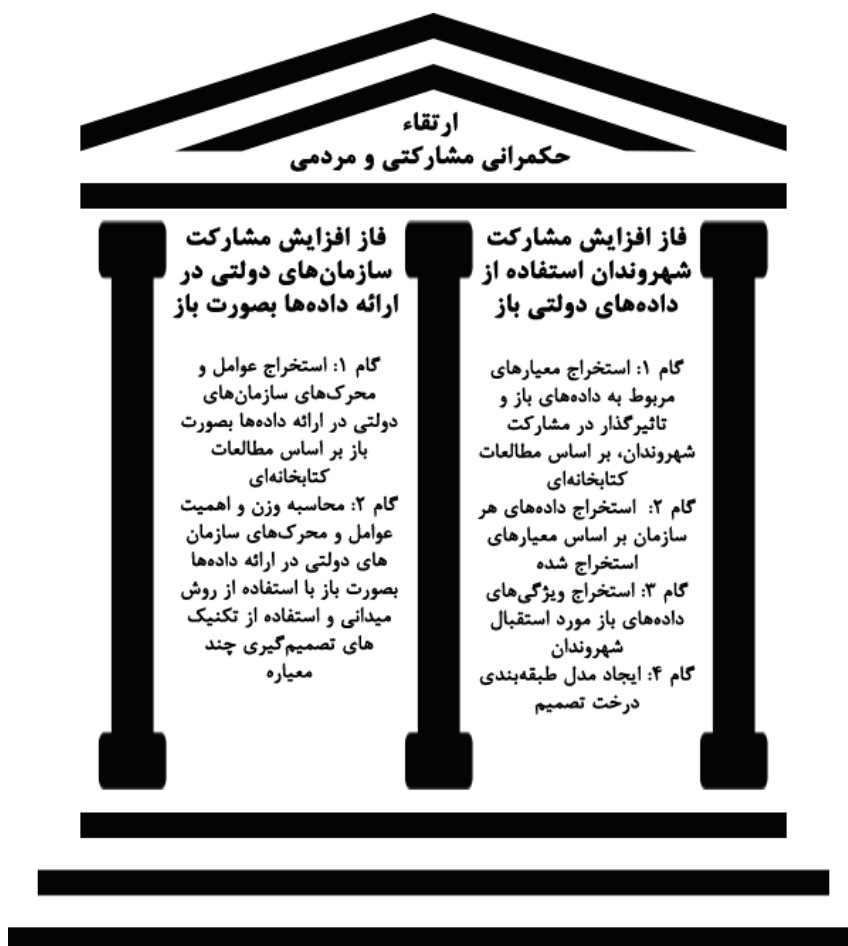 ارتقاء
حکمرانی مشارکتی و مردمی
فاز افزایش مشارکت
شهروندان استفاده از
داده‌های دولتی باز
گام ۱: استخراج معیارهای
مربوط به داده‌های باز و
تاثیرگذار در مشارکت
شهروندان، بر اساس مطالعات
کتابخانه‌ای
گام ۲: استخراج داده‌های هر
سازمان بر اساس معیارهای
استخراج شده
گام ۳: استخراج ویژگی‌های
داده‌های باز مورد استقبال
شهروندان
گام ۴: ایجاد مدل طبقه‌بندی
درخت تصمیم
فاز افزایش مشارکت
سازمان‌های دولتی در
ارائه داده‌ها بصورت باز
گام ۱: استخراج عوامل و
محرک‌های سازمان‌های
دولتی در ارائه داده‌ها بصورت
باز بر اساس مطالعات
کتابخانه‌ای
گام ۲: محاسبه وزن و اهمیت
عوامل و محرک‌های سازمان
های دولتی در ارائه داده‌ها
بصورت باز با استفاده از روش
میدانی و استفاده از تکنیک
های تصمیم‌گیری چند
معیاره